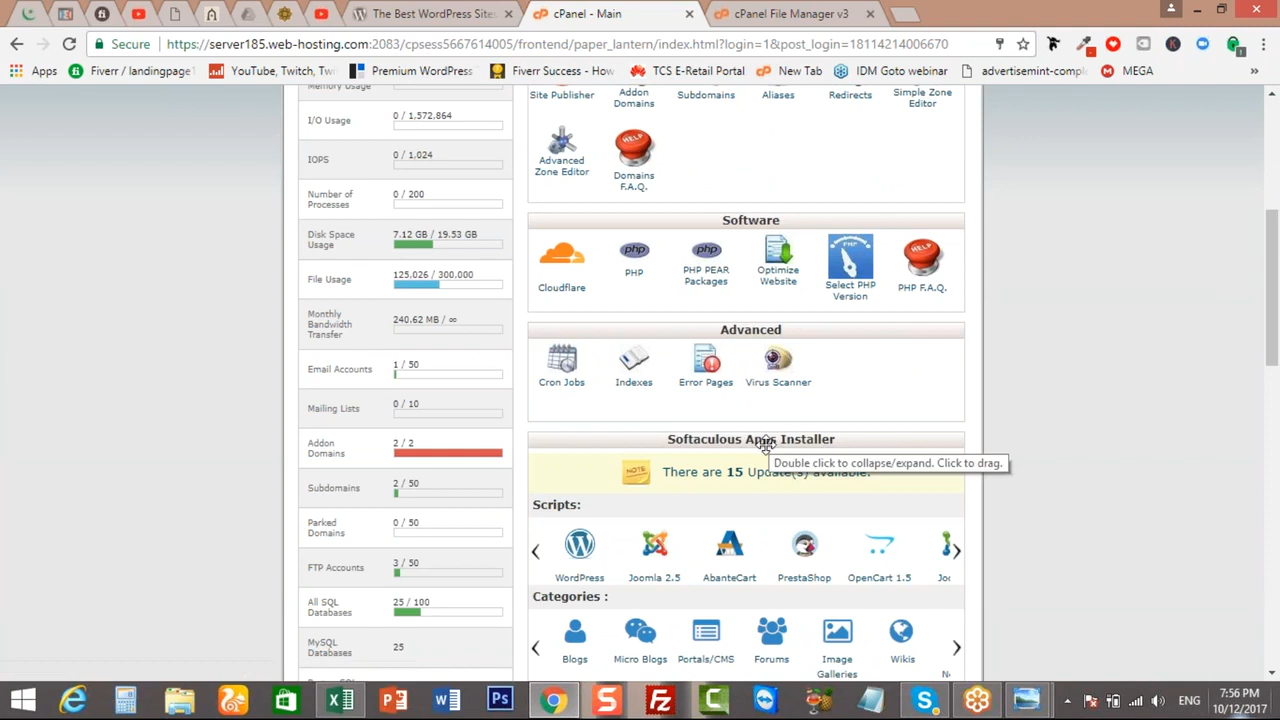 The Best WordPress Sites
cPanel - Main
cPanel File Manager v3
Secure
https://server185.web-hosting.com:2083/cpsess5667614005/frontend/paper_lantern/index.html?login=1&post_login=18114214006670
Apps
Fiverr / landingpage
YouTube, Twitch, Twi
Premium WordPress
Fiverr Success - How
TCS E-Retail Portal
New Tab
IDM Goto webinar
advertisemint-comple
MEGA
»
Memory Usage
I/O Usage
0 / 1,572,864
IOPS
0 / 1,024
Number of
Processes
0 / 200
Disk Space
Usage
7.12 GB / 19.53 GB
File Usage
125,026 / 300,000
Monthly
Bandwidth
Transfer
240.62 MB / ∞
Email Accounts
1 / 50
Mailing Lists
0 / 10
Addon
Domains
2 / 2
Subdomains
2 / 50
Parked
Domains
0 / 50
FTP Accounts
3 / 50
All SQL
Databases
25 / 100
MySQL
Databases
25
Site Publisher
Addon
Domains
Subdomains
Aliases
Redirects
Simple Zone
Editor
Advanced
Zone Editor
HELP
Domains
F.A.Q.
Software
Cloudflare
php
PHP
php
PHP PEAR
Packages
Optimize
Website
PHP
Select PHP
Version
HELP
PHP F.A.Q.
Advanced
Cron Jobs
Indexes
Error Pages
Virus Scanner
Softaculous Apps Installer
Double click to collapse/expand. Click to drag.
NOTE
There are 15 Update(s) available.
Scripts:
WordPress
Joomla 2.5
AbanteCart
PrestaShop
OpenCart 1.5
Joo
Categories :
Blogs
Micro Blogs
Portals/CMS
Forums
Image
Galleries
Wikis
ENG
7:56 PM
10/12/2017